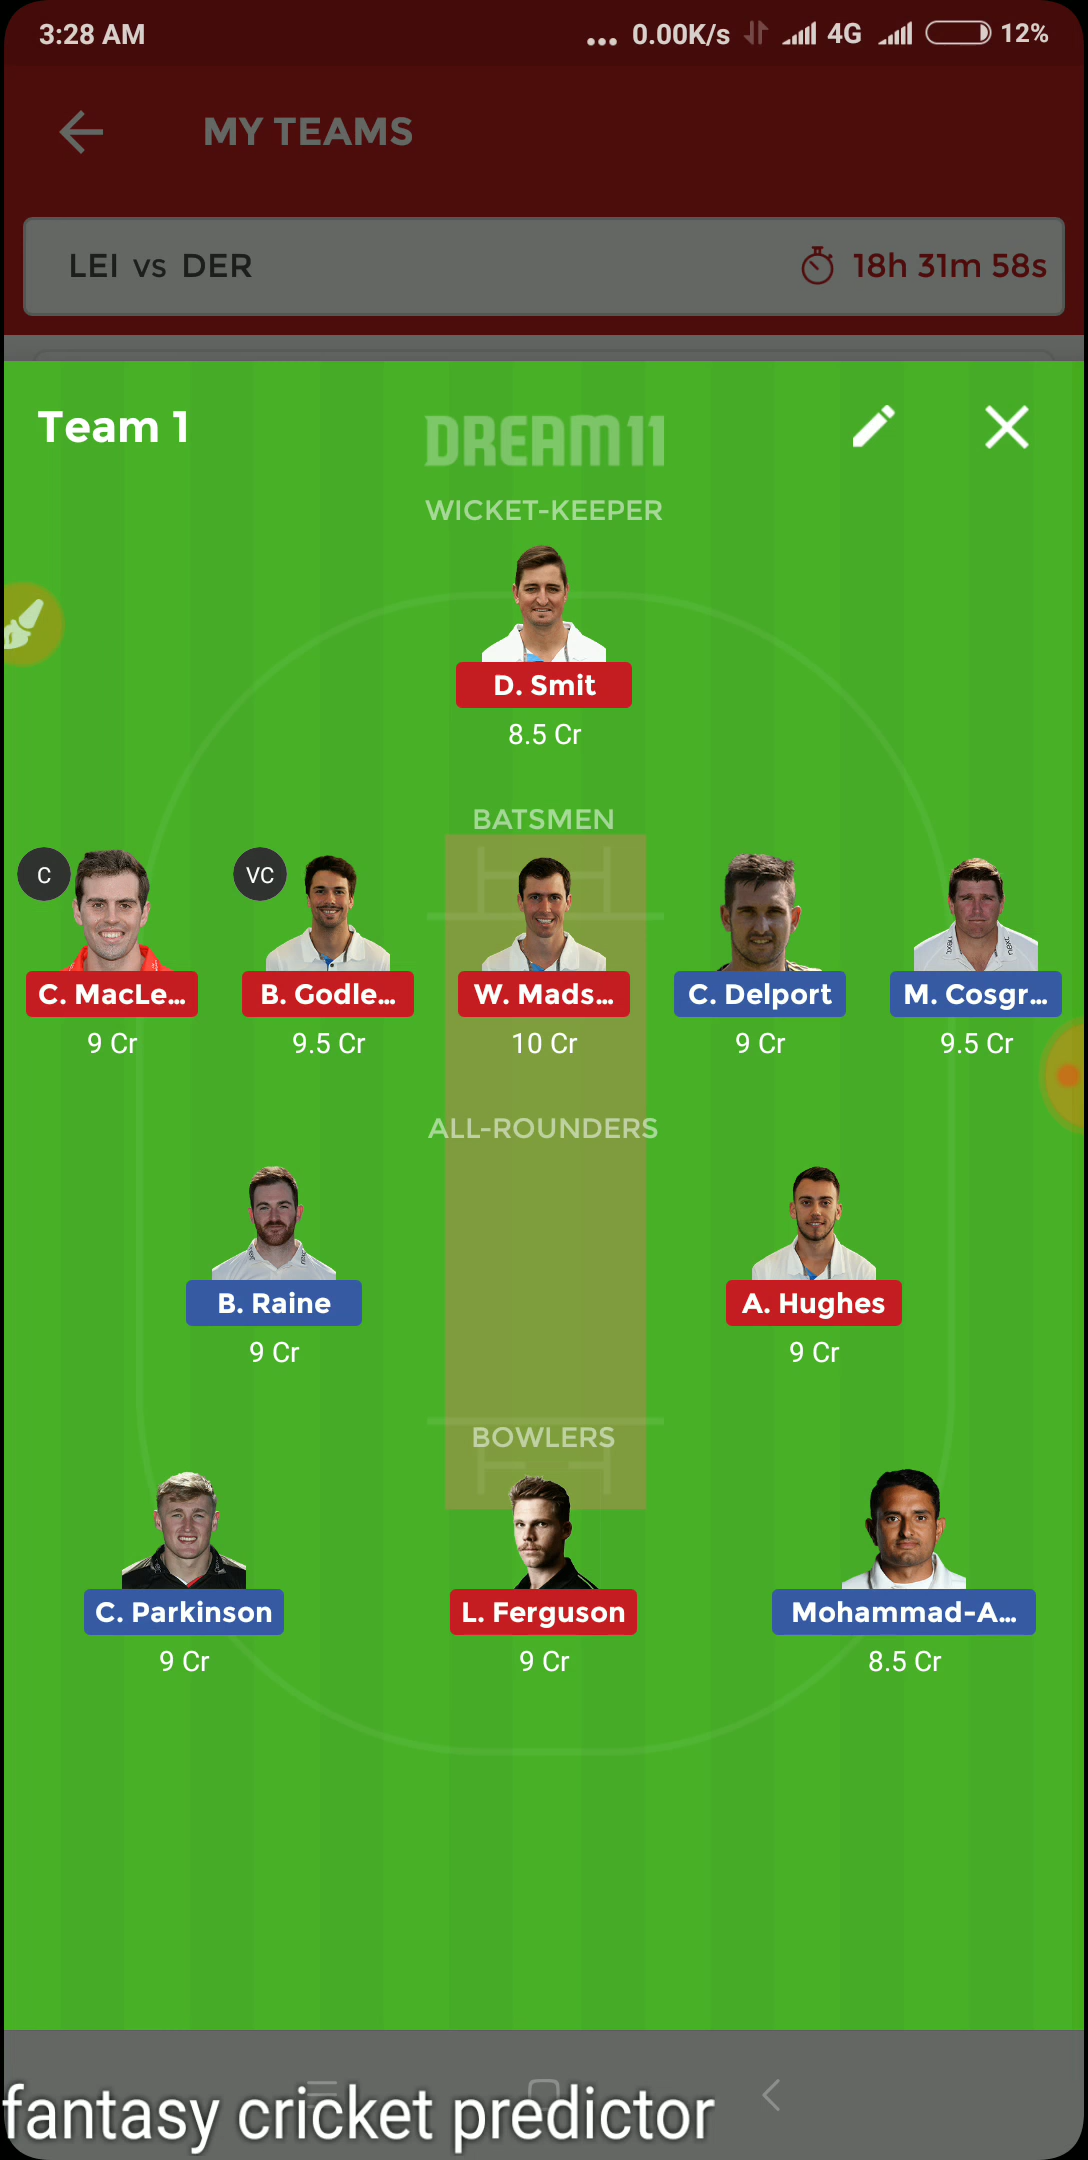 3:28 AM ... 0.00K/s 4G 12%
MY TEAMS
LEI vs DER 18h 31m 58s
Team 1
DREAM11
WICKET-KEEPER
D. Smit
8.5 Cr
BATSMEN
C VC
C. MacLe... B. Godle... W. Mads... C. Delport M. Cosgr...
9 Cr 9.5 Cr 10 Cr 9 Cr 9.5 Cr
ALL-ROUNDERS
B. Raine A. Hughes
9 Cr 9 Cr
BOWLERS
C. Parkinson L. Ferguson Mohammad-A...
9 Cr 9 Cr 8.5 Cr
fantasy cricket predictor